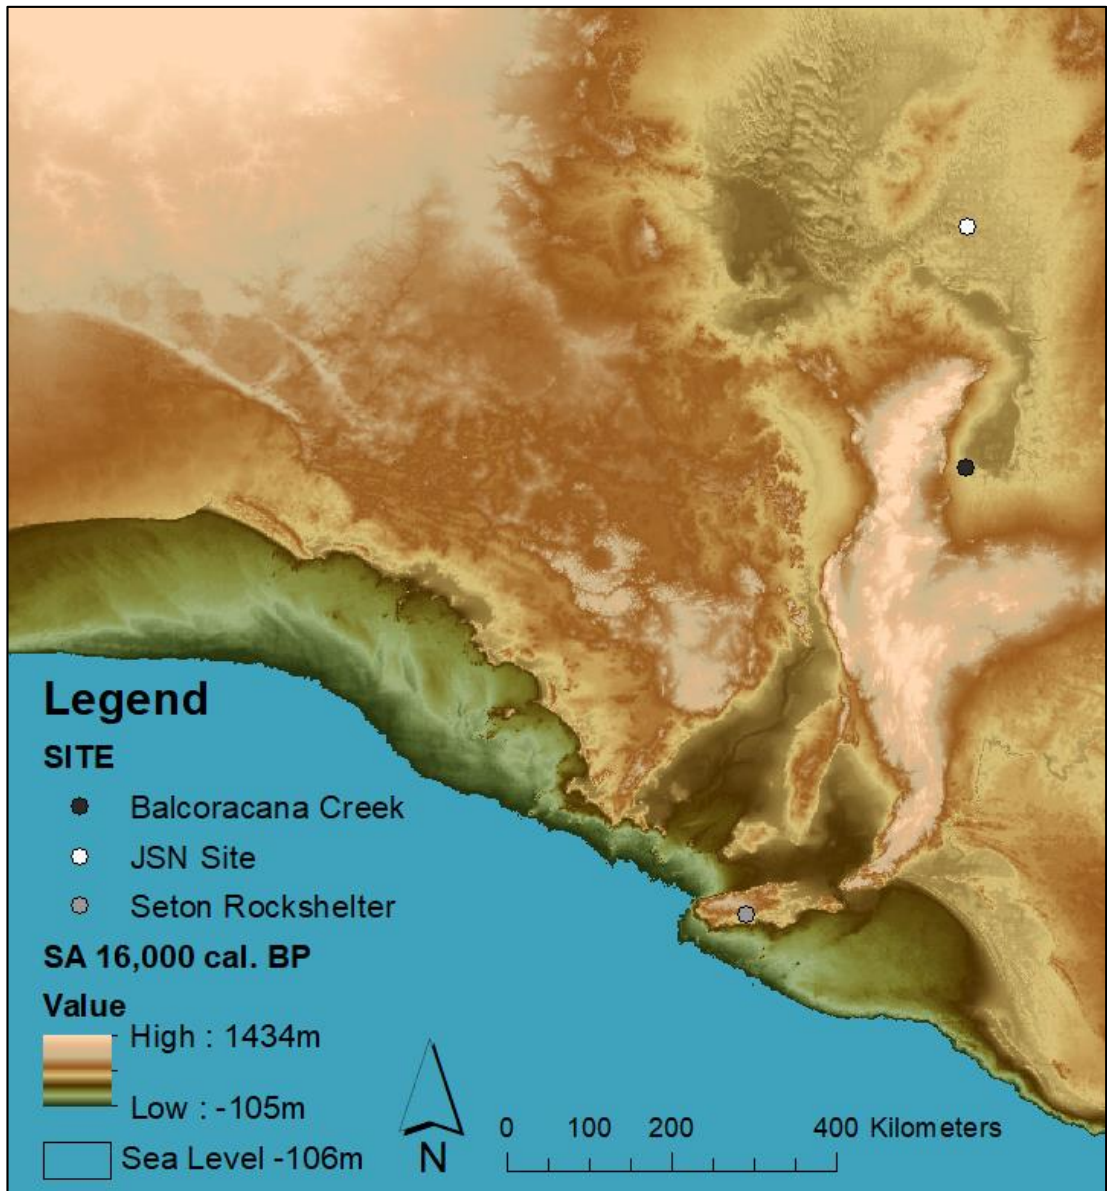 Legend
SITE
Balcoracana Creek
JSN Site
Seton Rockshelter
SA 16,000 cal. BP
Value
High : 1434m
Low : -105m
Sea Level -106m
N
0 100 200 400 Kilometers